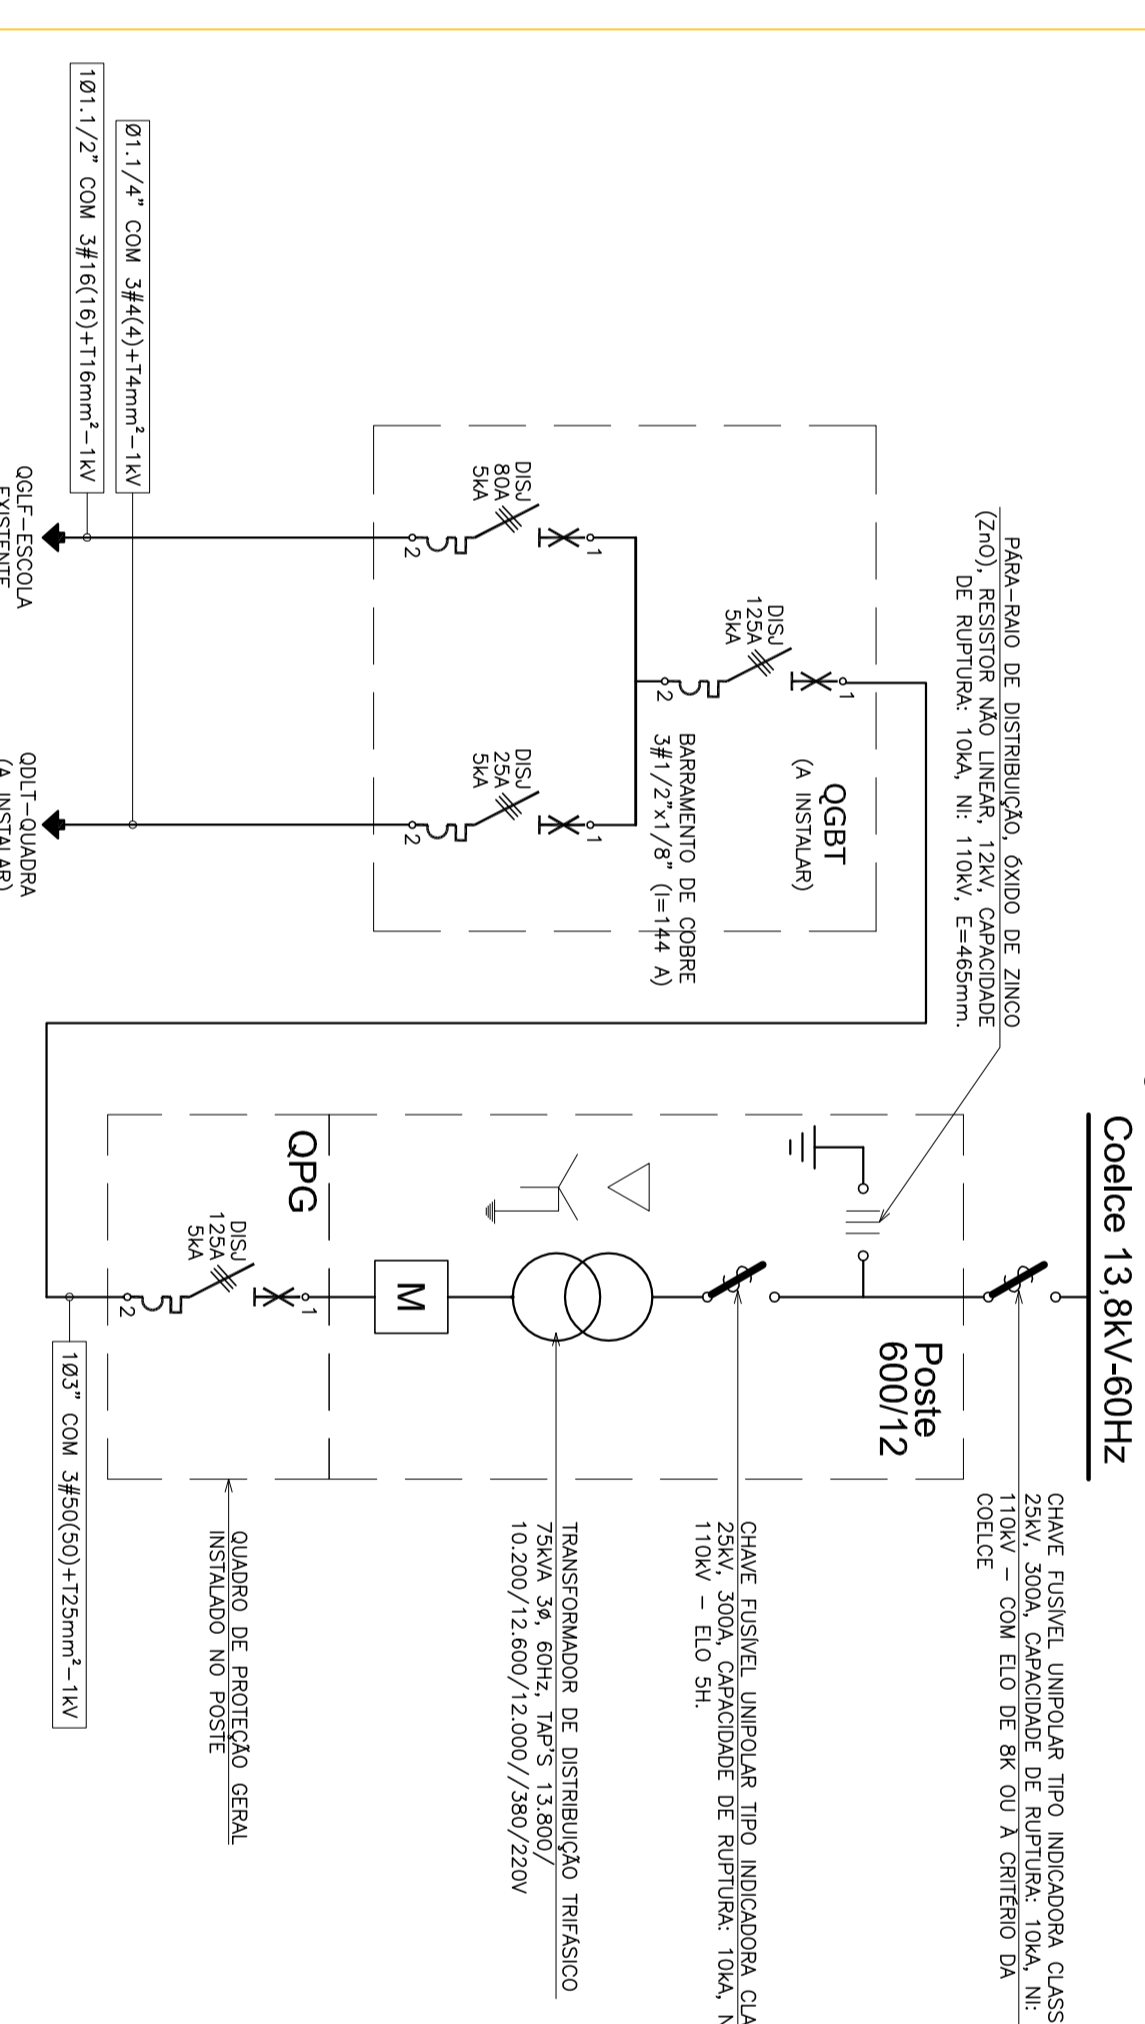 Coelce 13,8kV-60Hz
CHAVE FUSÍVEL UNIPOLAR TIPO INDICADORA CLASS
25kV, 300A, CAPACIDADE DE RUPTURA: 10kA, NI:
110kV – COM ELO DE 8K OU À CRITÉRIO DA
COELCE
PÁRA-RAIO DE DISTRIBUIÇÃO, ÓXIDO DE ZINCO
(ZnO), RESISTOR NÃO LINEAR, 12kV, CAPACIDADE
DE RUPTURA: 10kA, NI: 110kV, E=465mm.
Poste
600/12
CHAVE FUSÍVEL UNIPOLAR TIPO INDICADORA CLA
25kV, 300A, CAPACIDADE DE RUPTURA: 10kA, N
110kV – ELO 5H.
TRANSFORMADOR DE DISTRIBUIÇÃO TRIFÁSICO
75kVA 3Ø, 60Hz, TAP'S 13.800/
10.200/12.600/12.000//380/220V
M
QPG
1
DISJ
125A
5kA
2
QUADRO DE PROTEÇÃO GERAL
INSTALADO NO POSTE
1Ø3" COM 3#50(50)+T25mm²-1kV
QGBT
(A INSTALAR)
1
DISJ
125A
5kA
2
BARRAMENTO DE COBRE
3#1/2"x1/8" (I=144 A)
1
DISJ
80A
5kA
2
1
DISJ
25A
5kA
2
Ø1.1/4" COM 3#4(4)+T4mm²-1kV
1Ø1.1/2" COM 3#16(16)+T16mm²-1kV
QGLF-ESCOLA
EXISTENTE
QDLT-QUADRA
(A INSTALAR)